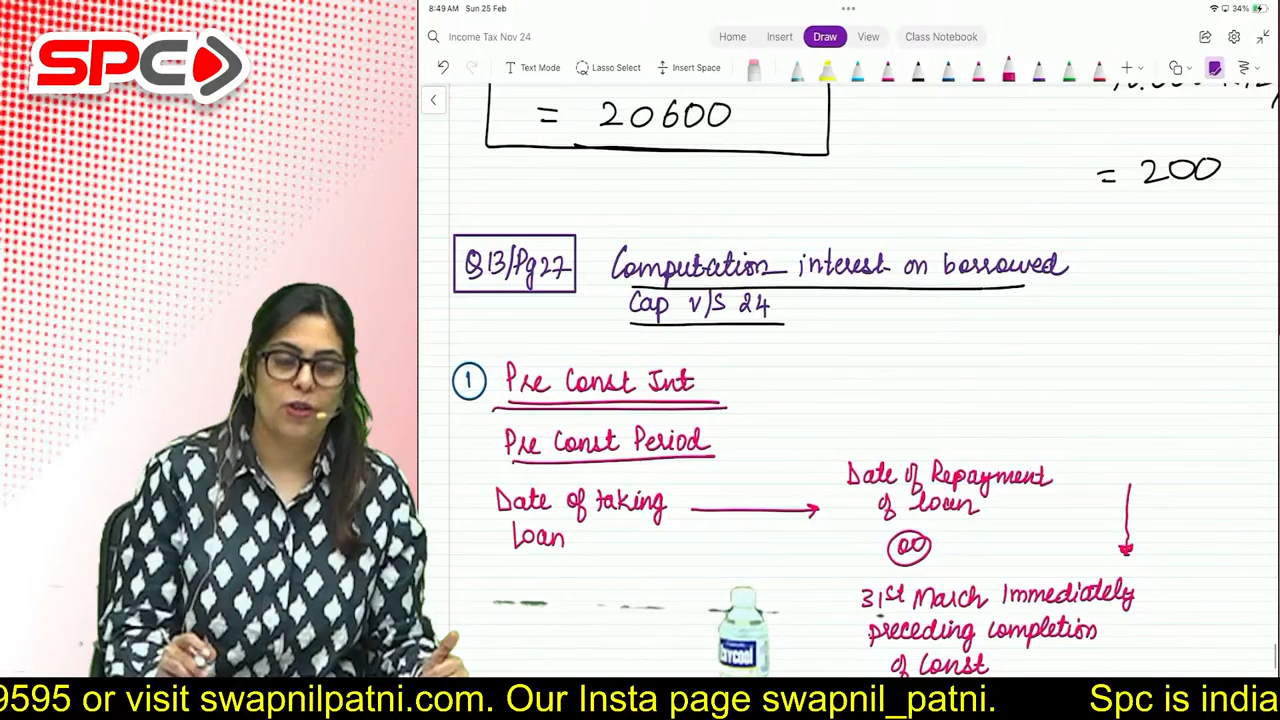 8:49 AM Sun 25 Feb
34%
SPC
Income Tax Nov 24
Home Insert Draw View Class Notebook
Text Mode Lasso Select Insert Space
= 20600
= 200
Q13/Pg27 Computation interest on borrowed
Cap v/s 24
1 Pre Const Int
Pre Const Period
Date of taking
loan
Date of Repayment
of loan
OR
31st March Immediately
preceding completion
of Const
9595 or visit swapnilpatni.com. Our Insta page swapnil_patni. Spc is india